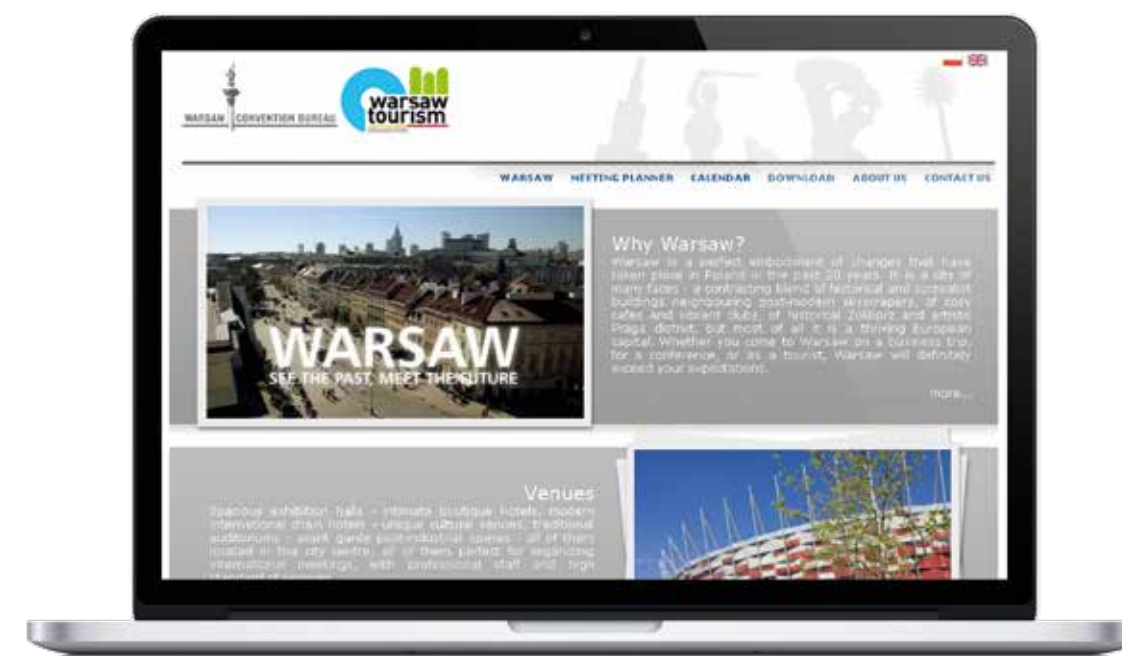 WARSAW CONVENTION BUREAU
warsaw
tourism
WARSAW MEETING PLANNER CALENDAR DOWNLOAD ABOUT US CONTACT US
WARSAW
SEE THE PAST, MEET THE FUTURE
Why Warsaw?
Warsaw is a perfect embodiment of changes that have
taken place in Poland in the past 20 years. It is a city of
many faces - a contrasting blend of historical and socrealist
buildings neighbouring post-modern skyscrapers, of cosy
cafes and vibrant clubs, of historical Zoliborz and artistic
Praga district, but most of all it is a thriving European
capital. Whether you come to Warsaw on a business trip,
for a conference, or as a tourist, Warsaw will definitely
exceed your expectations.
more...
Venues
Spacious exhibition halls - intimate boutique hotels, modern
international chain hotels - unique cultural venues, traditional
auditoriums - avant garde post-industrial spaces - all of them
located in the city centre, all of them perfect for organizing
international meetings, with professional staff and high
standard of services.